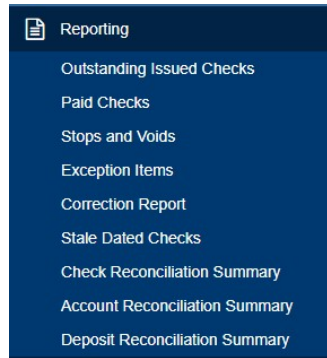 Reporting
Outstanding Issued Checks
Paid Checks
Stops and Voids
Exception Items
Correction Report
Stale Dated Checks
Check Reconciliation Summary
Account Reconciliation Summary
Deposit Reconciliation Summary